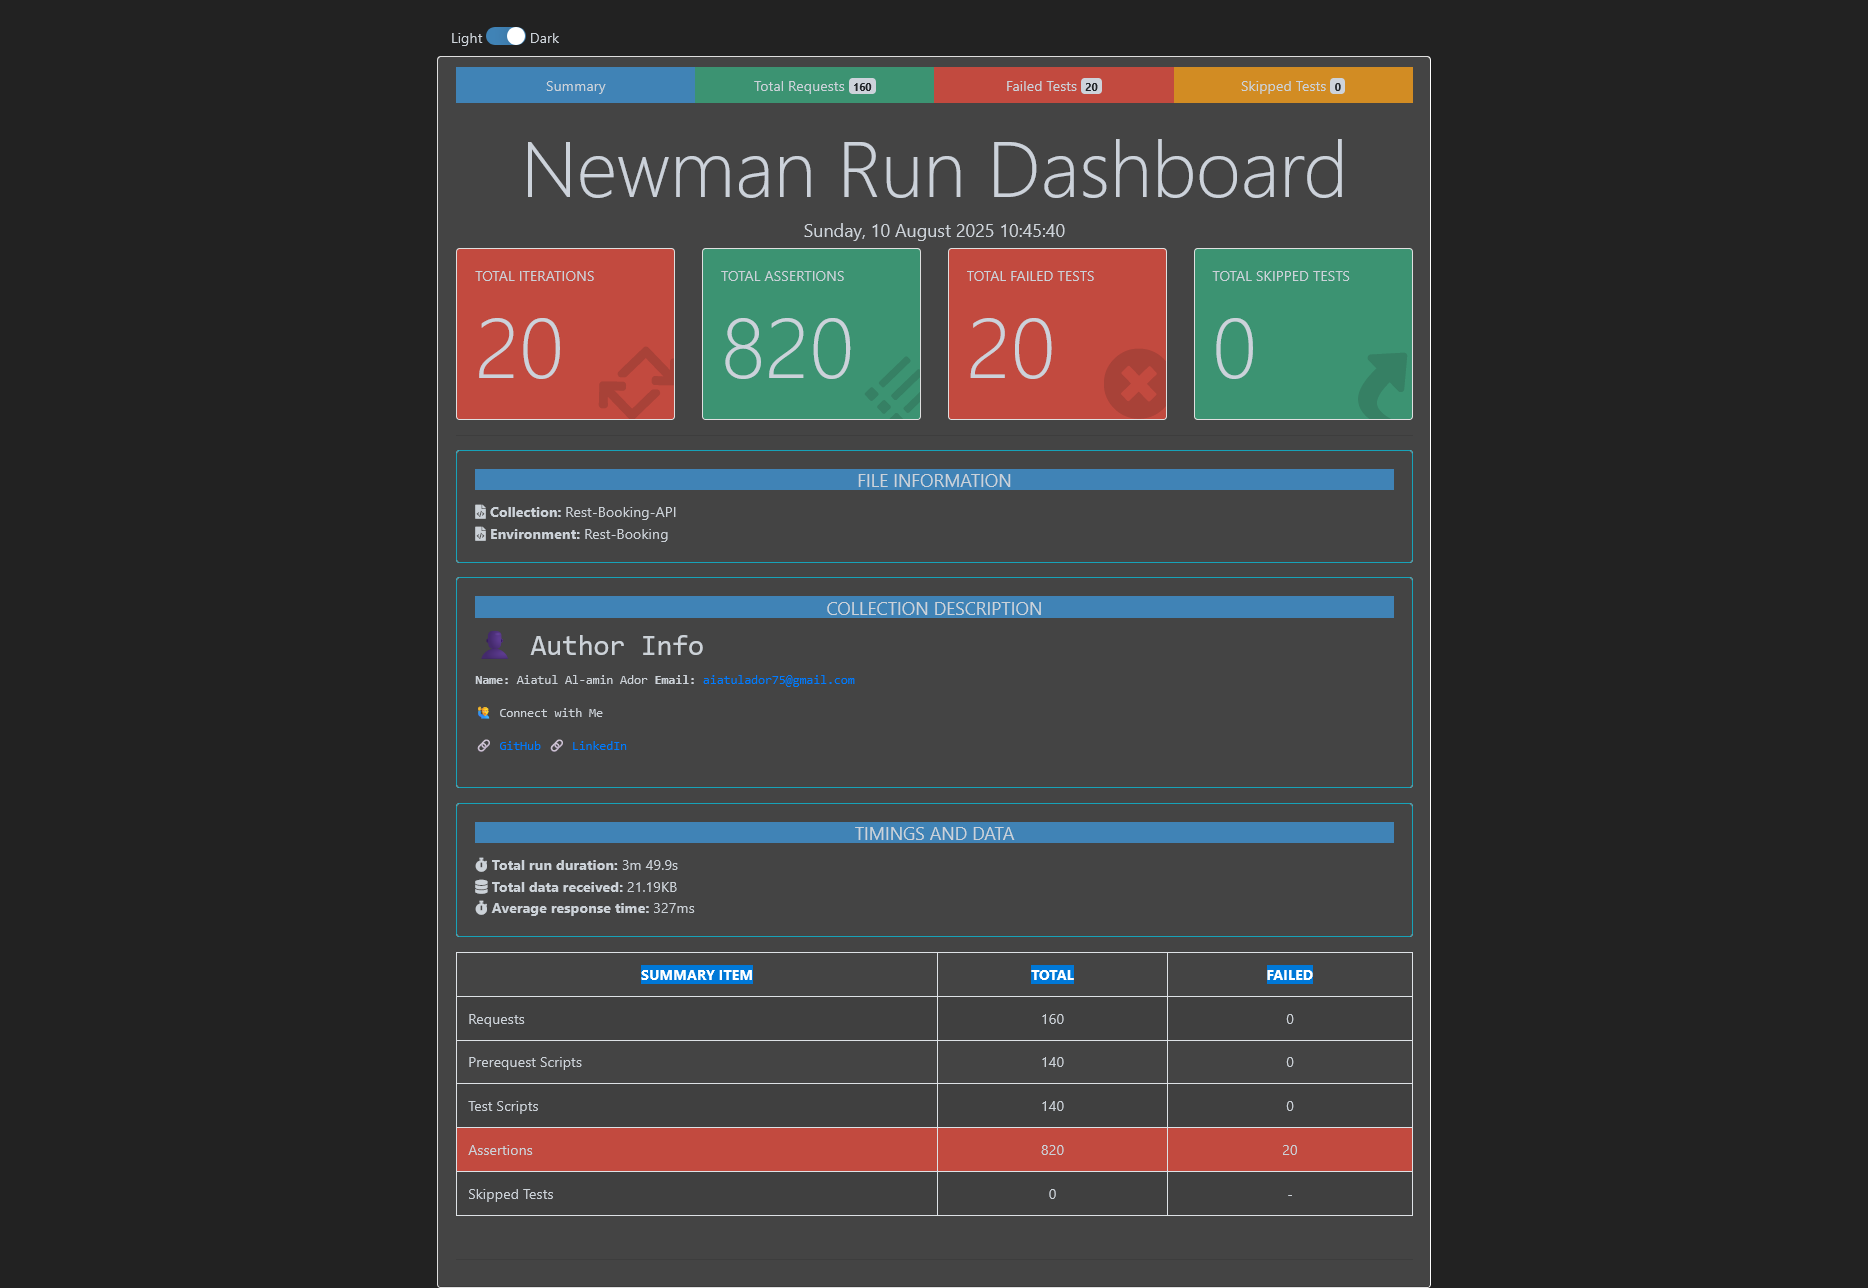 Light Dark
Summary Total Requests 160 Failed Tests 20 Skipped Tests 0
Newman Run Dashboard
Sunday, 10 August 2025 10:45:40
TOTAL ITERATIONS TOTAL ASSERTIONS TOTAL FAILED TESTS TOTAL SKIPPED TESTS
20 820 20 0
FILE INFORMATION
Collection: Rest-Booking-API
Environment: Rest-Booking
COLLECTION DESCRIPTION
Author Info
Name: Aiatul Al-amin Ador Email: aiatulador75@gmail.com
Connect with Me
GitHub LinkedIn
TIMINGS AND DATA
Total run duration: 3m 49.9s
Total data received: 21.19KB
Average response time: 327ms
SUMMARY ITEM TOTAL FAILED
Requests 160 0
Prerequest Scripts 140 0
Test Scripts 140 0
Assertions 820 20
Skipped Tests 0 -